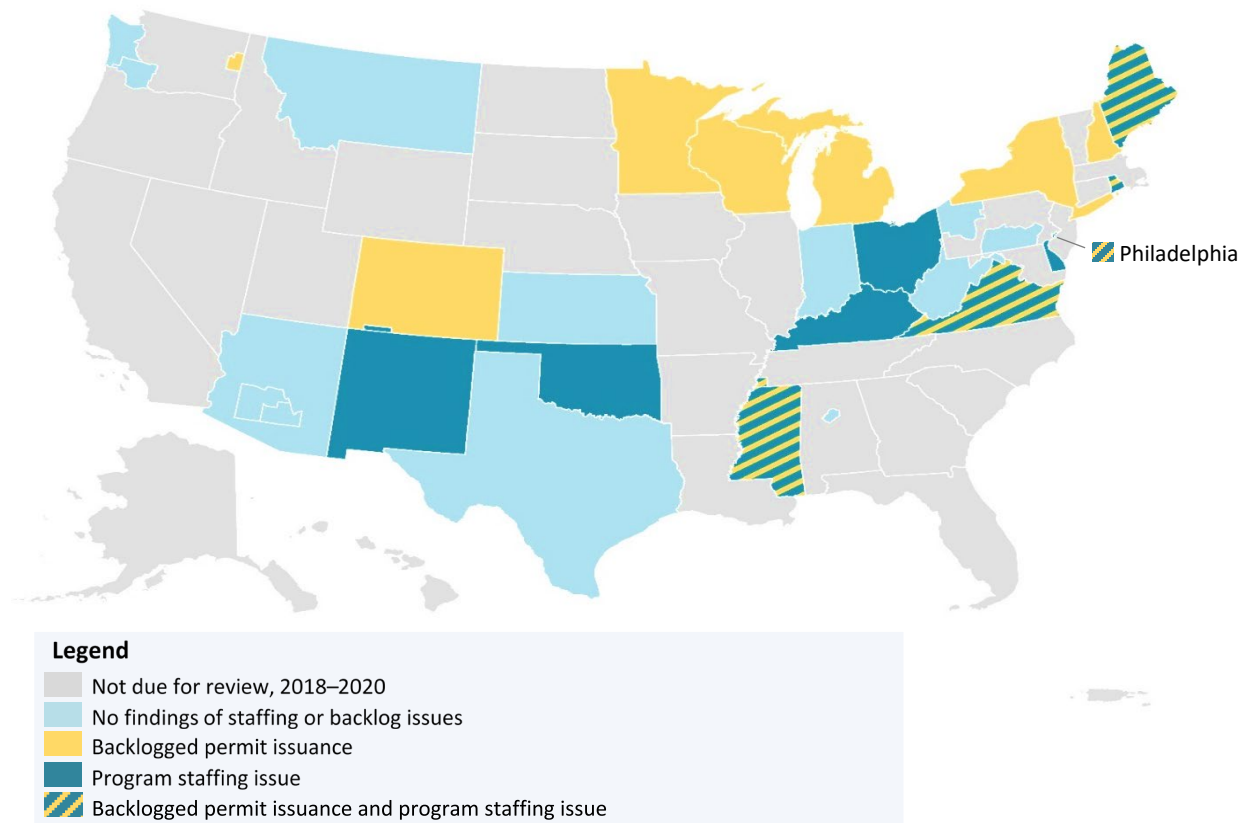 Philadelphia
Legend
Not due for review, 2018–2020
No findings of staffing or backlog issues
Backlogged permit issuance
Program staffing issue
Backlogged permit issuance and program staffing issue